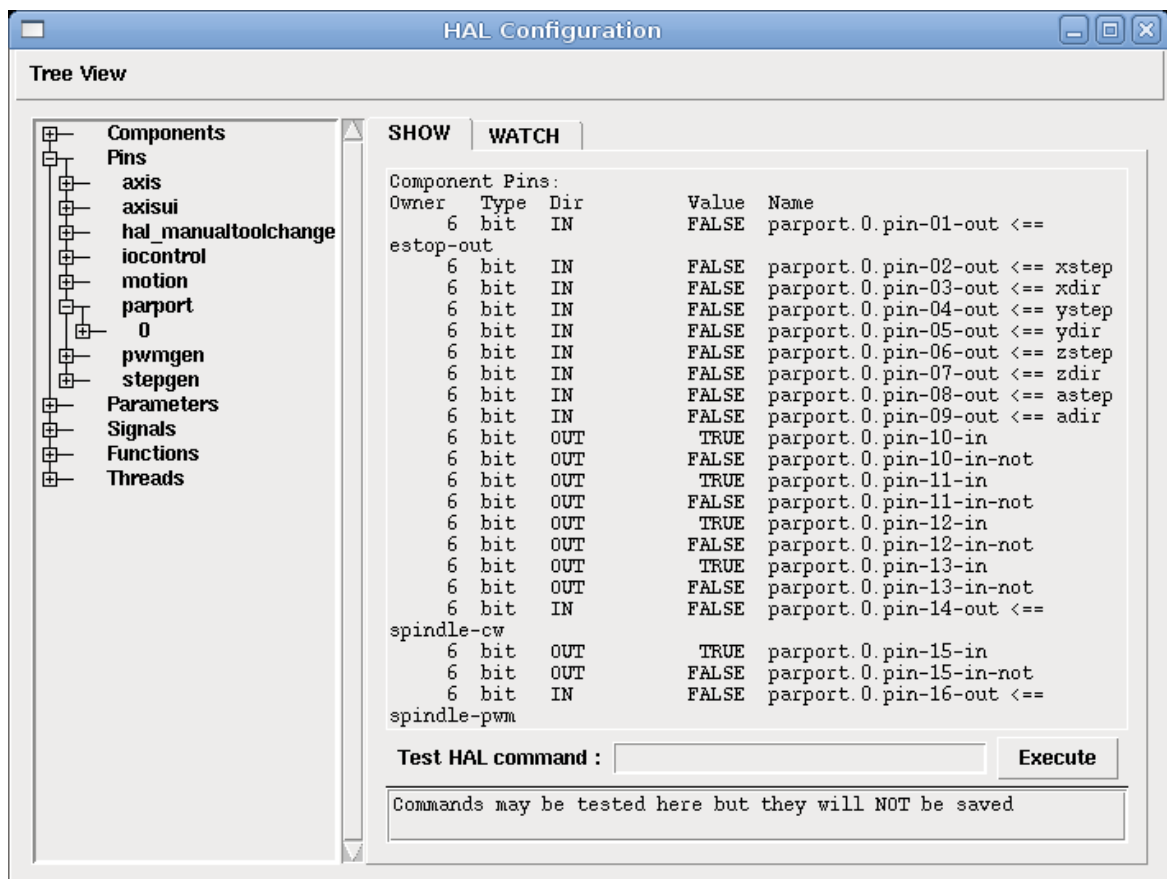 HAL Configuration
Tree View
Components
Pins
axis
axisui
hal_manualtoolchange
iocontrol
motion
parport
0
pwmgen
stepgen
Parameters
Signals
Functions
Threads
SHOW WATCH
Component Pins:
Owner Type Dir Value Name
6 bit IN FALSE parport.0.pin-01-out <==
estop-out
6 bit IN FALSE parport.0.pin-02-out <== xstep
6 bit IN FALSE parport.0.pin-03-out <== xdir
6 bit IN FALSE parport.0.pin-04-out <== ystep
6 bit IN FALSE parport.0.pin-05-out <== ydir
6 bit IN FALSE parport.0.pin-06-out <== zstep
6 bit IN FALSE parport.0.pin-07-out <== zdir
6 bit IN FALSE parport.0.pin-08-out <== astep
6 bit IN FALSE parport.0.pin-09-out <== adir
6 bit OUT TRUE parport.0.pin-10-in
6 bit OUT FALSE parport.0.pin-10-in-not
6 bit OUT TRUE parport.0.pin-11-in
6 bit OUT FALSE parport.0.pin-11-in-not
6 bit OUT TRUE parport.0.pin-12-in
6 bit OUT FALSE parport.0.pin-12-in-not
6 bit OUT TRUE parport.0.pin-13-in
6 bit OUT FALSE parport.0.pin-13-in-not
6 bit IN FALSE parport.0.pin-14-out <==
spindle-cw
6 bit OUT TRUE parport.0.pin-15-in
6 bit OUT FALSE parport.0.pin-15-in-not
6 bit IN FALSE parport.0.pin-16-out <==
spindle-pwm
Test HAL command : Execute
Commands may be tested here but they will NOT be saved